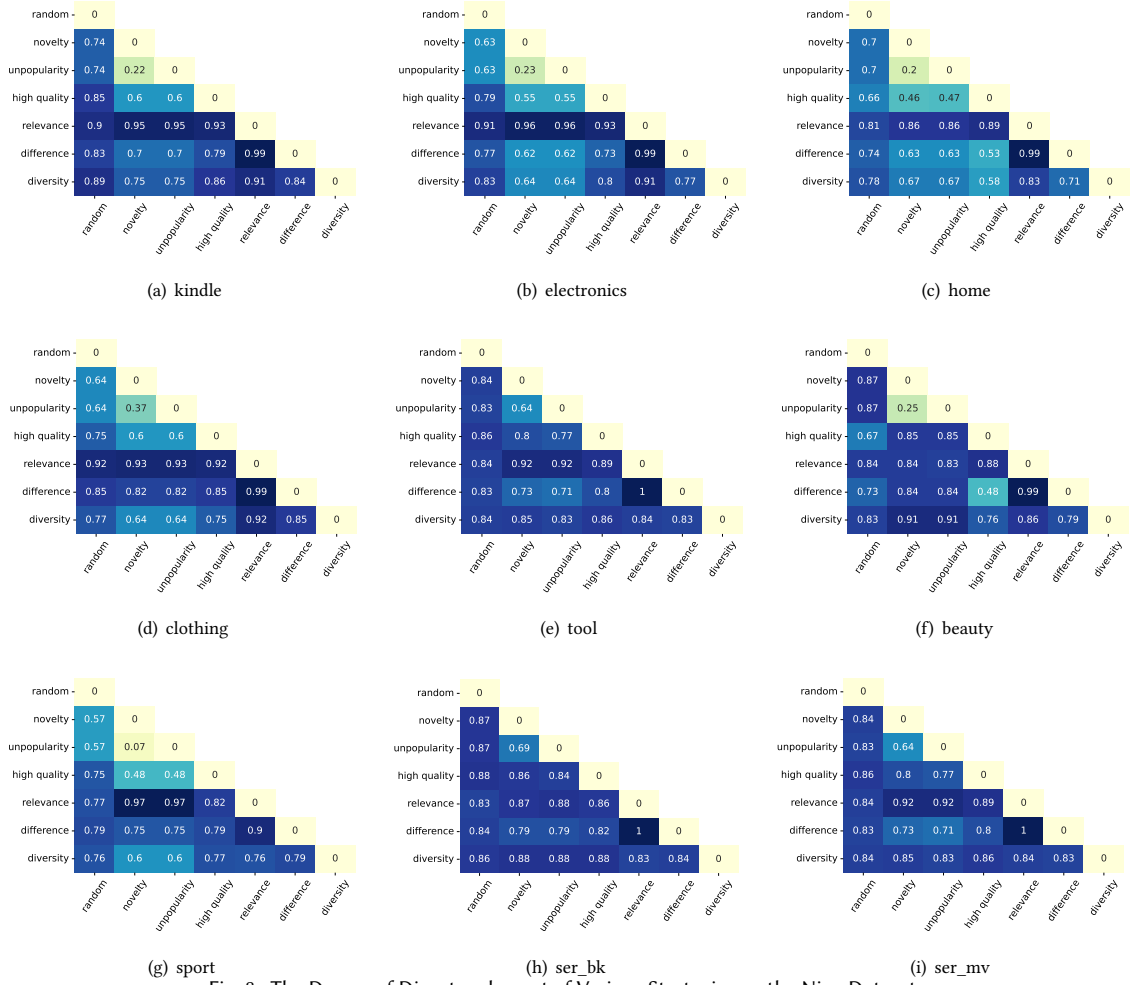 random 0
novelty 0.74 0
unpopularity 0.74 0.22 0
high quality 0.85 0.6 0.6 0
relevance 0.9 0.95 0.95 0.93 0
difference 0.83 0.7 0.7 0.79 0.99 0
diversity 0.89 0.75 0.75 0.86 0.91 0.84 0
random novelty unpopularity high quality relevance difference diversity
(a) kindle
random 0
novelty 0.63 0
unpopularity 0.63 0.23 0
high quality 0.79 0.55 0.55 0
relevance 0.91 0.96 0.96 0.93 0
difference 0.77 0.62 0.62 0.73 0.99 0
diversity 0.83 0.64 0.64 0.8 0.91 0.77 0
random novelty unpopularity high quality relevance difference diversity
(b) electronics
random 0
novelty 0.7 0
unpopularity 0.7 0.2 0
high quality 0.66 0.46 0.47 0
relevance 0.81 0.86 0.86 0.89 0
difference 0.74 0.63 0.63 0.53 0.99 0
diversity 0.78 0.67 0.67 0.58 0.83 0.71 0
random novelty unpopularity high quality relevance difference diversity
(c) home
random 0
novelty 0.64 0
unpopularity 0.64 0.37 0
high quality 0.75 0.6 0.6 0
relevance 0.92 0.93 0.93 0.92 0
difference 0.85 0.82 0.82 0.85 0.99 0
diversity 0.77 0.64 0.64 0.75 0.92 0.85 0
random novelty unpopularity high quality relevance difference diversity
(d) clothing
random 0
novelty 0.84 0
unpopularity 0.83 0.64 0
high quality 0.86 0.8 0.77 0
relevance 0.84 0.92 0.92 0.89 0
difference 0.83 0.73 0.71 0.8 1 0
diversity 0.84 0.85 0.83 0.86 0.84 0.83 0
random novelty unpopularity high quality relevance difference diversity
(e) tool
random 0
novelty 0.87 0
unpopularity 0.87 0.25 0
high quality 0.67 0.85 0.85 0
relevance 0.84 0.84 0.83 0.88 0
difference 0.73 0.84 0.84 0.48 0.99 0
diversity 0.83 0.91 0.91 0.76 0.86 0.79 0
random novelty unpopularity high quality relevance difference diversity
(f) beauty
random 0
novelty 0.57 0
unpopularity 0.57 0.07 0
high quality 0.75 0.48 0.48 0
relevance 0.77 0.97 0.97 0.82 0
difference 0.79 0.75 0.75 0.79 0.9 0
diversity 0.76 0.6 0.6 0.77 0.76 0.79 0
random novelty unpopularity high quality relevance difference diversity
(g) sport
random 0
novelty 0.87 0
unpopularity 0.87 0.69 0
high quality 0.88 0.86 0.84 0
relevance 0.83 0.87 0.88 0.86 0
difference 0.84 0.79 0.79 0.82 1 0
diversity 0.86 0.88 0.88 0.88 0.83 0.84 0
random novelty unpopularity high quality relevance difference diversity
(h) ser_bk
random 0
novelty 0.84 0
unpopularity 0.83 0.64 0
high quality 0.86 0.8 0.77 0
relevance 0.84 0.92 0.92 0.89 0
difference 0.83 0.73 0.71 0.8 1 0
diversity 0.84 0.85 0.83 0.86 0.84 0.83 0
random novelty unpopularity high quality relevance difference diversity
(i) ser_mv
The Degree of Disentanglement of Various Strategies on the Nine Datasets